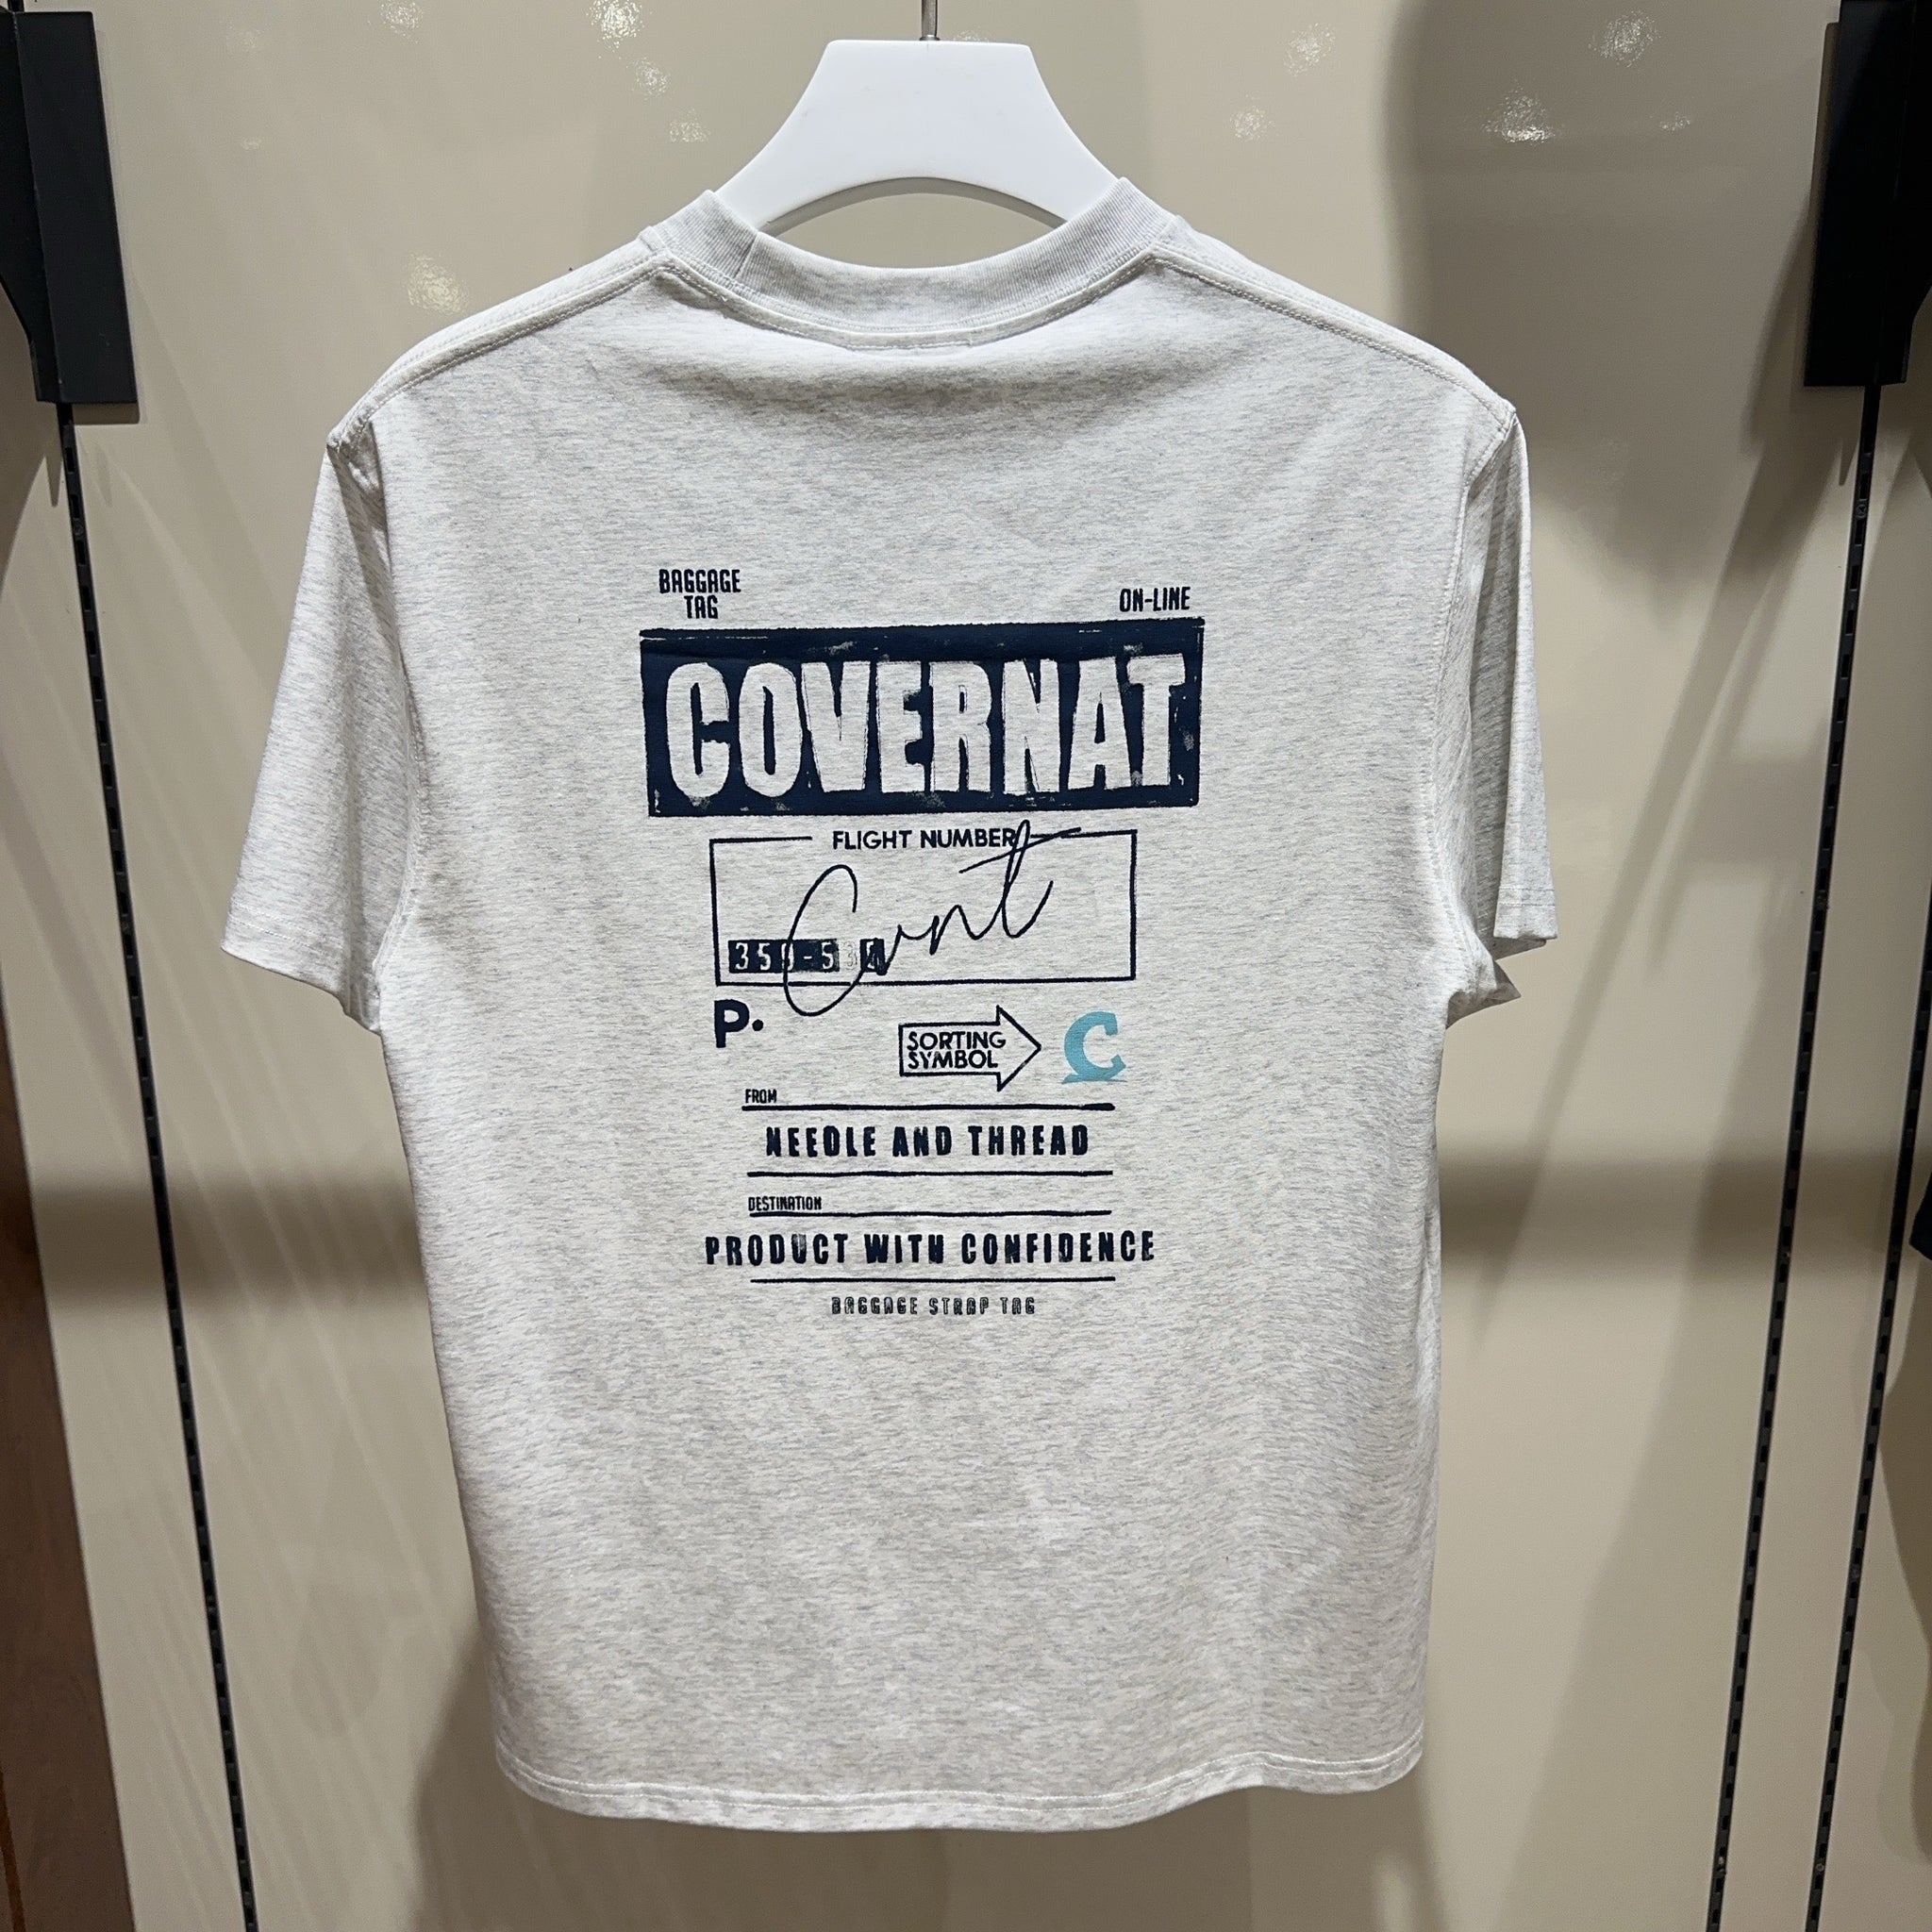 BAGGAGE
TAG
ON-LINE
COVERNAT
FLIGHT NUMBER
Cvnt
P.
SORTING
SYMBOL
C
FROM
NEEDLE AND THREAD
DESTINATION
PRODUCT WITH CONFIDENCE
BAGGAGE STRAP TAG